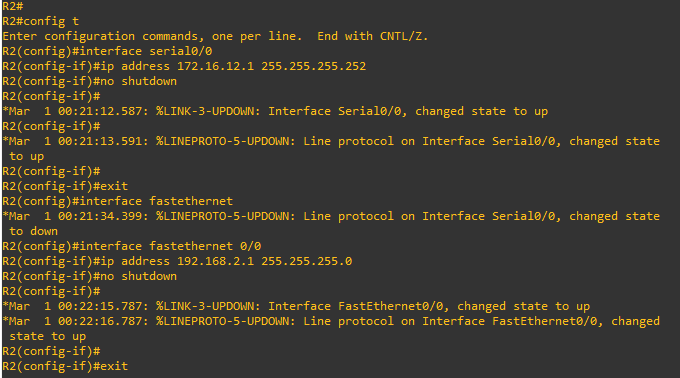 R2#
R2#config t
Enter configuration commands, one per line.  End with CNTL/Z.
R2(config)#interface serial0/0
R2(config-if)#ip address 172.16.12.1 255.255.255.252
R2(config-if)#no shutdown
R2(config-if)#
*Mar  1 00:21:12.587: %LINK-3-UPDOWN: Interface Serial0/0, changed state to up
R2(config-if)#
*Mar  1 00:21:13.591: %LINEPROTO-5-UPDOWN: Line protocol on Interface Serial0/0, changed state
 to up
R2(config-if)#
R2(config-if)#exit
R2(config)#interface fastethernet
*Mar  1 00:21:34.399: %LINEPROTO-5-UPDOWN: Line protocol on Interface Serial0/0, changed state
 to down
R2(config)#interface fastethernet 0/0
R2(config-if)#ip address 192.168.2.1 255.255.255.0
R2(config-if)#no shutdown
R2(config-if)#
*Mar  1 00:22:15.787: %LINK-3-UPDOWN: Interface FastEthernet0/0, changed state to up
*Mar  1 00:22:16.787: %LINEPROTO-5-UPDOWN: Line protocol on Interface FastEthernet0/0, changed
 state to up
R2(config-if)#
R2(config-if)#exit